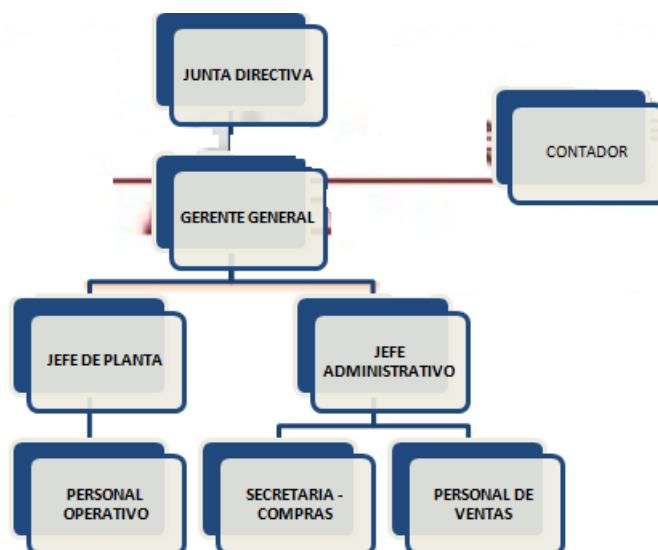 JUNTA DIRECTIVA
CONTADOR
GERENTE GENERAL
JEFE DE PLANTA
JEFE
ADMINISTRATIVO
PERSONAL
OPERATIVO
SECRETARIA -
COMPRAS
PERSONAL DE
VENTAS